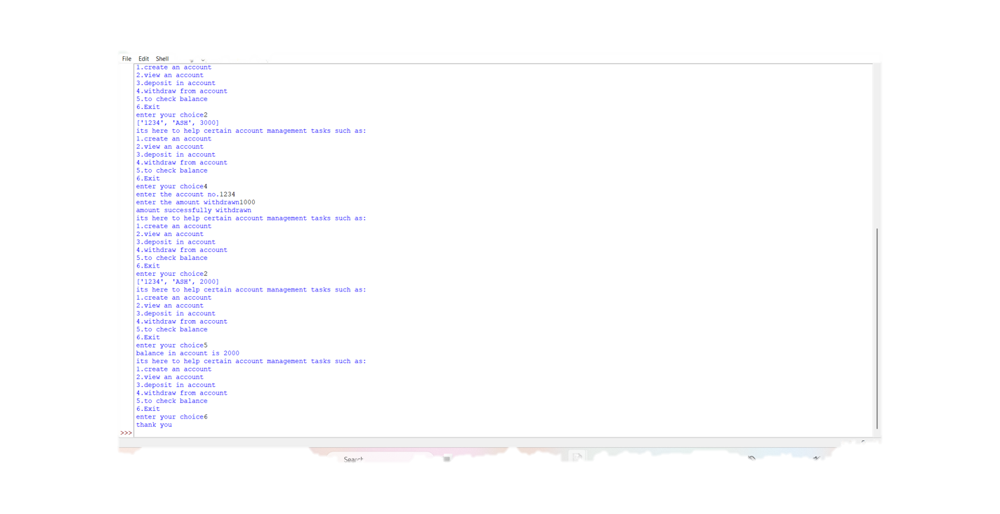 File Edit Shell
1.create an account
2.view an account
3.deposit in account
4.withdraw from account
5.to check balance
6.Exit
enter your choice2
['1234', 'ASH', 3000]
its here to help certain account management tasks such as:
1.create an account
2.view an account
3.deposit in account
4.withdraw from account
5.to check balance
6.Exit
enter your choice4
enter the account no.1234
enter the amount withdrawn1000
amount successfully withdrawn
its here to help certain account management tasks such as:
1.create an account
2.view an account
3.deposit in account
4.withdraw from account
5.to check balance
6.Exit
enter your choice2
['1234', 'ASH', 2000]
its here to help certain account management tasks such as:
1.create an account
2.view an account
3.deposit in account
4.withdraw from account
5.to check balance
6.Exit
enter your choice5
balance in account is 2000
its here to help certain account management tasks such as:
1.create an account
2.view an account
3.deposit in account
4.withdraw from account
5.to check balance
6.Exit
enter your choice6
thank you
>>>
Search